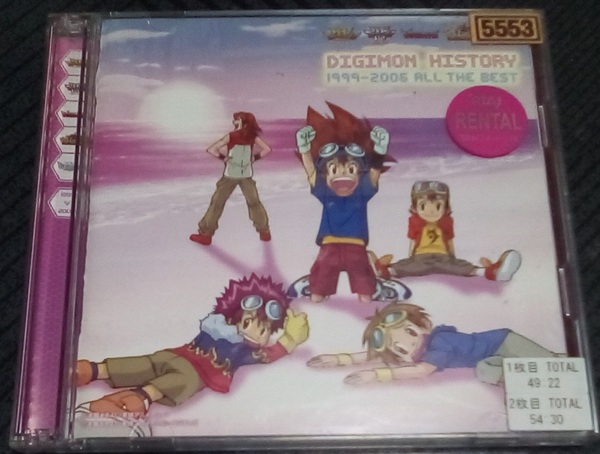 5553
DIGIMON HISTORY
1999-2006 ALL THE BEST
RENTAL
1枚目 TOTAL
49:22
2枚目 TOTAL
54:30